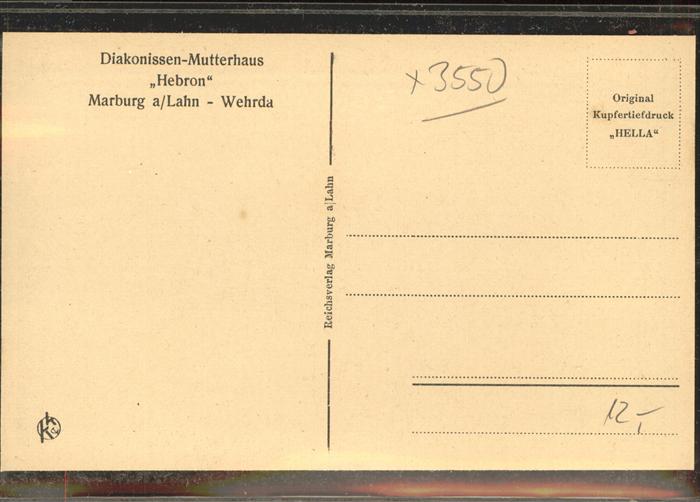 Diakonissen-Mutterhaus
„Hebron“
Marburg a/Lahn - Wehrda
x3550
Original
Kupfertiefdruck
„HELLA“
Reichsverlag Marburg a/Lahn
12,-